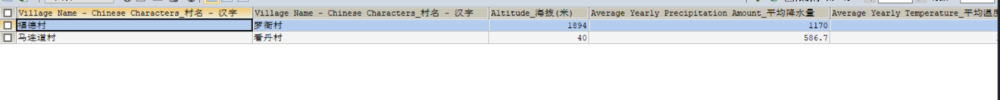 Village Name - Chinese Characters_村名 - 汉字 Village Name - Chinese Characters_村名 - 汉字 Altitude_海拔(米) Average Yearly Precipitation Amount_平均降水量 Average Yearly Temperature_平均温
福德村 罗衙村 1894 1170
马连道村 看丹村 40 586.7